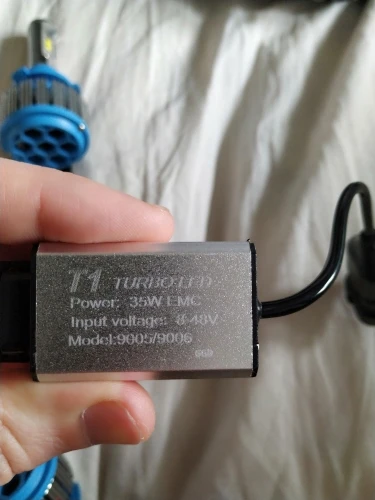 T1 TURBO LED
Power: 35W EMC
Input voltage: 8-48V
Model:9005/9006